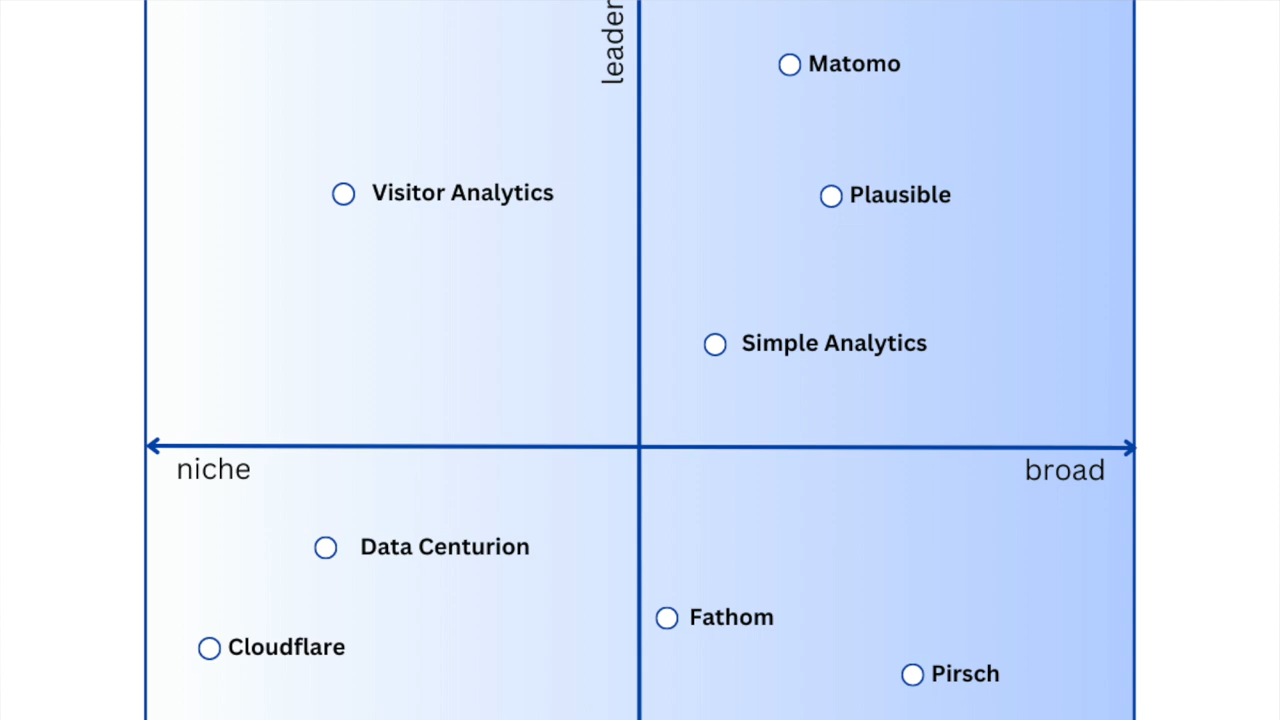 leader
Matomo
Visitor Analytics
Plausible
Simple Analytics
niche
broad
Data Centurion
Fathom
Cloudflare
Pirsch